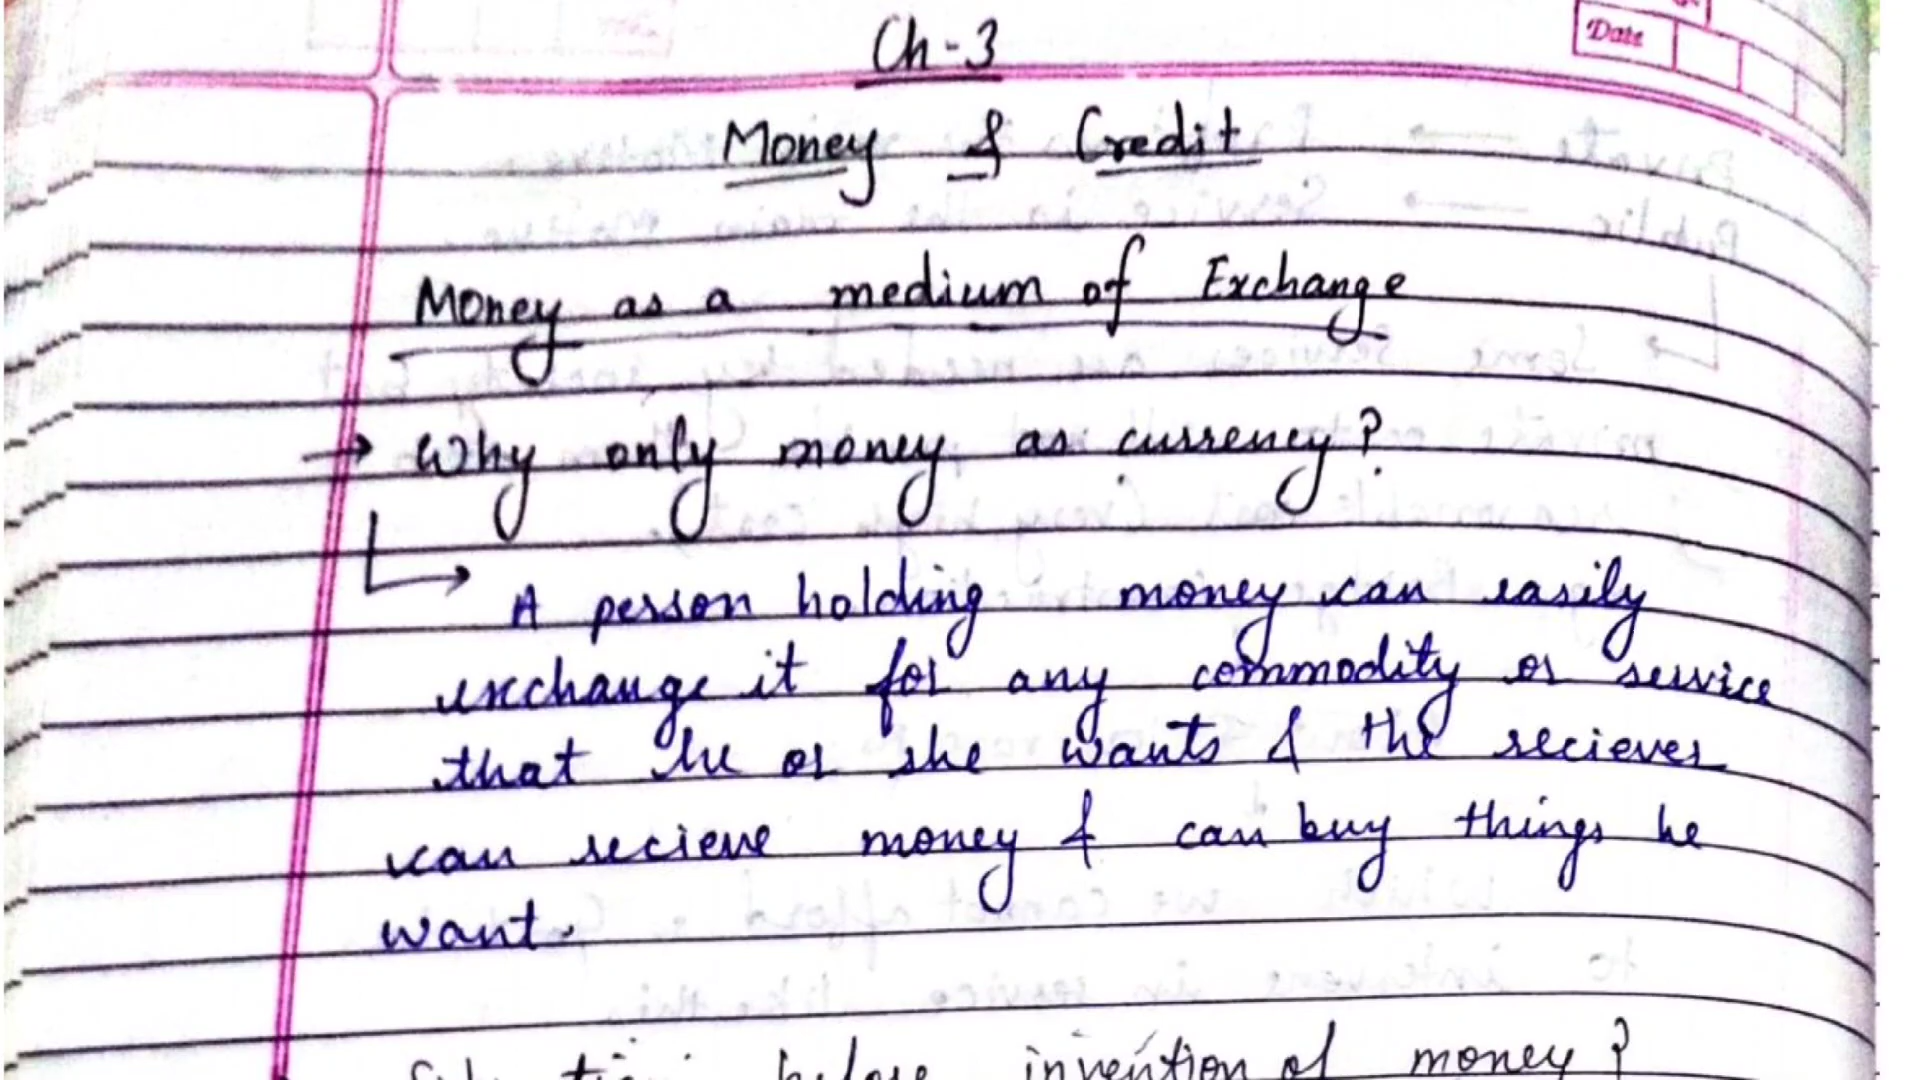 Date
Ch-3
Money & Credit
Money as a medium of Exchange
→ Why only money as currency?
↳ A person holding money can easily
exchange it for any commodity or service
that he or she wants & the reciever
can recieve money & can buy things he
want.
before invention of money?